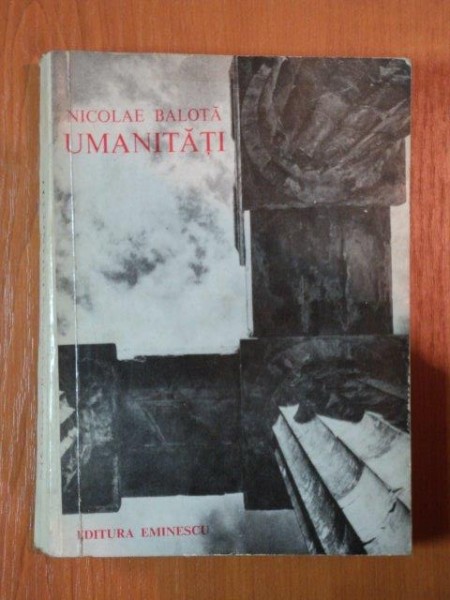 NICOLAE BALOTĂ
UMANITĂȚI
EDITURA EMINESCU